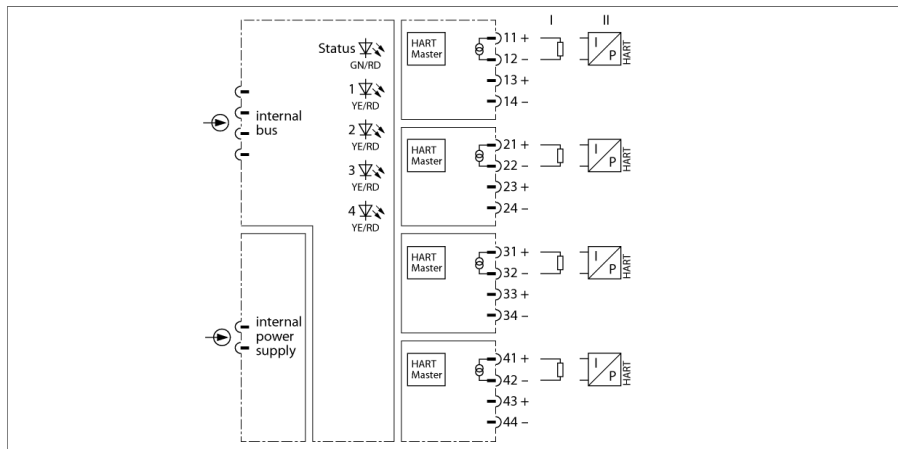 Status
GN/RD
1
YE/RD
2
YE/RD
3
YE/RD
4
YE/RD
internal
bus
internal
power
supply
I II
HART
Master
11 +
12 –
13 +
14 –
I
P
HART
HART
Master
21 +
22 –
23 +
24 –
I
P
HART
HART
Master
31 +
32 –
33 +
34 –
I
P
HART
HART
Master
41 +
42 –
43 +
44 –
I
P
HART